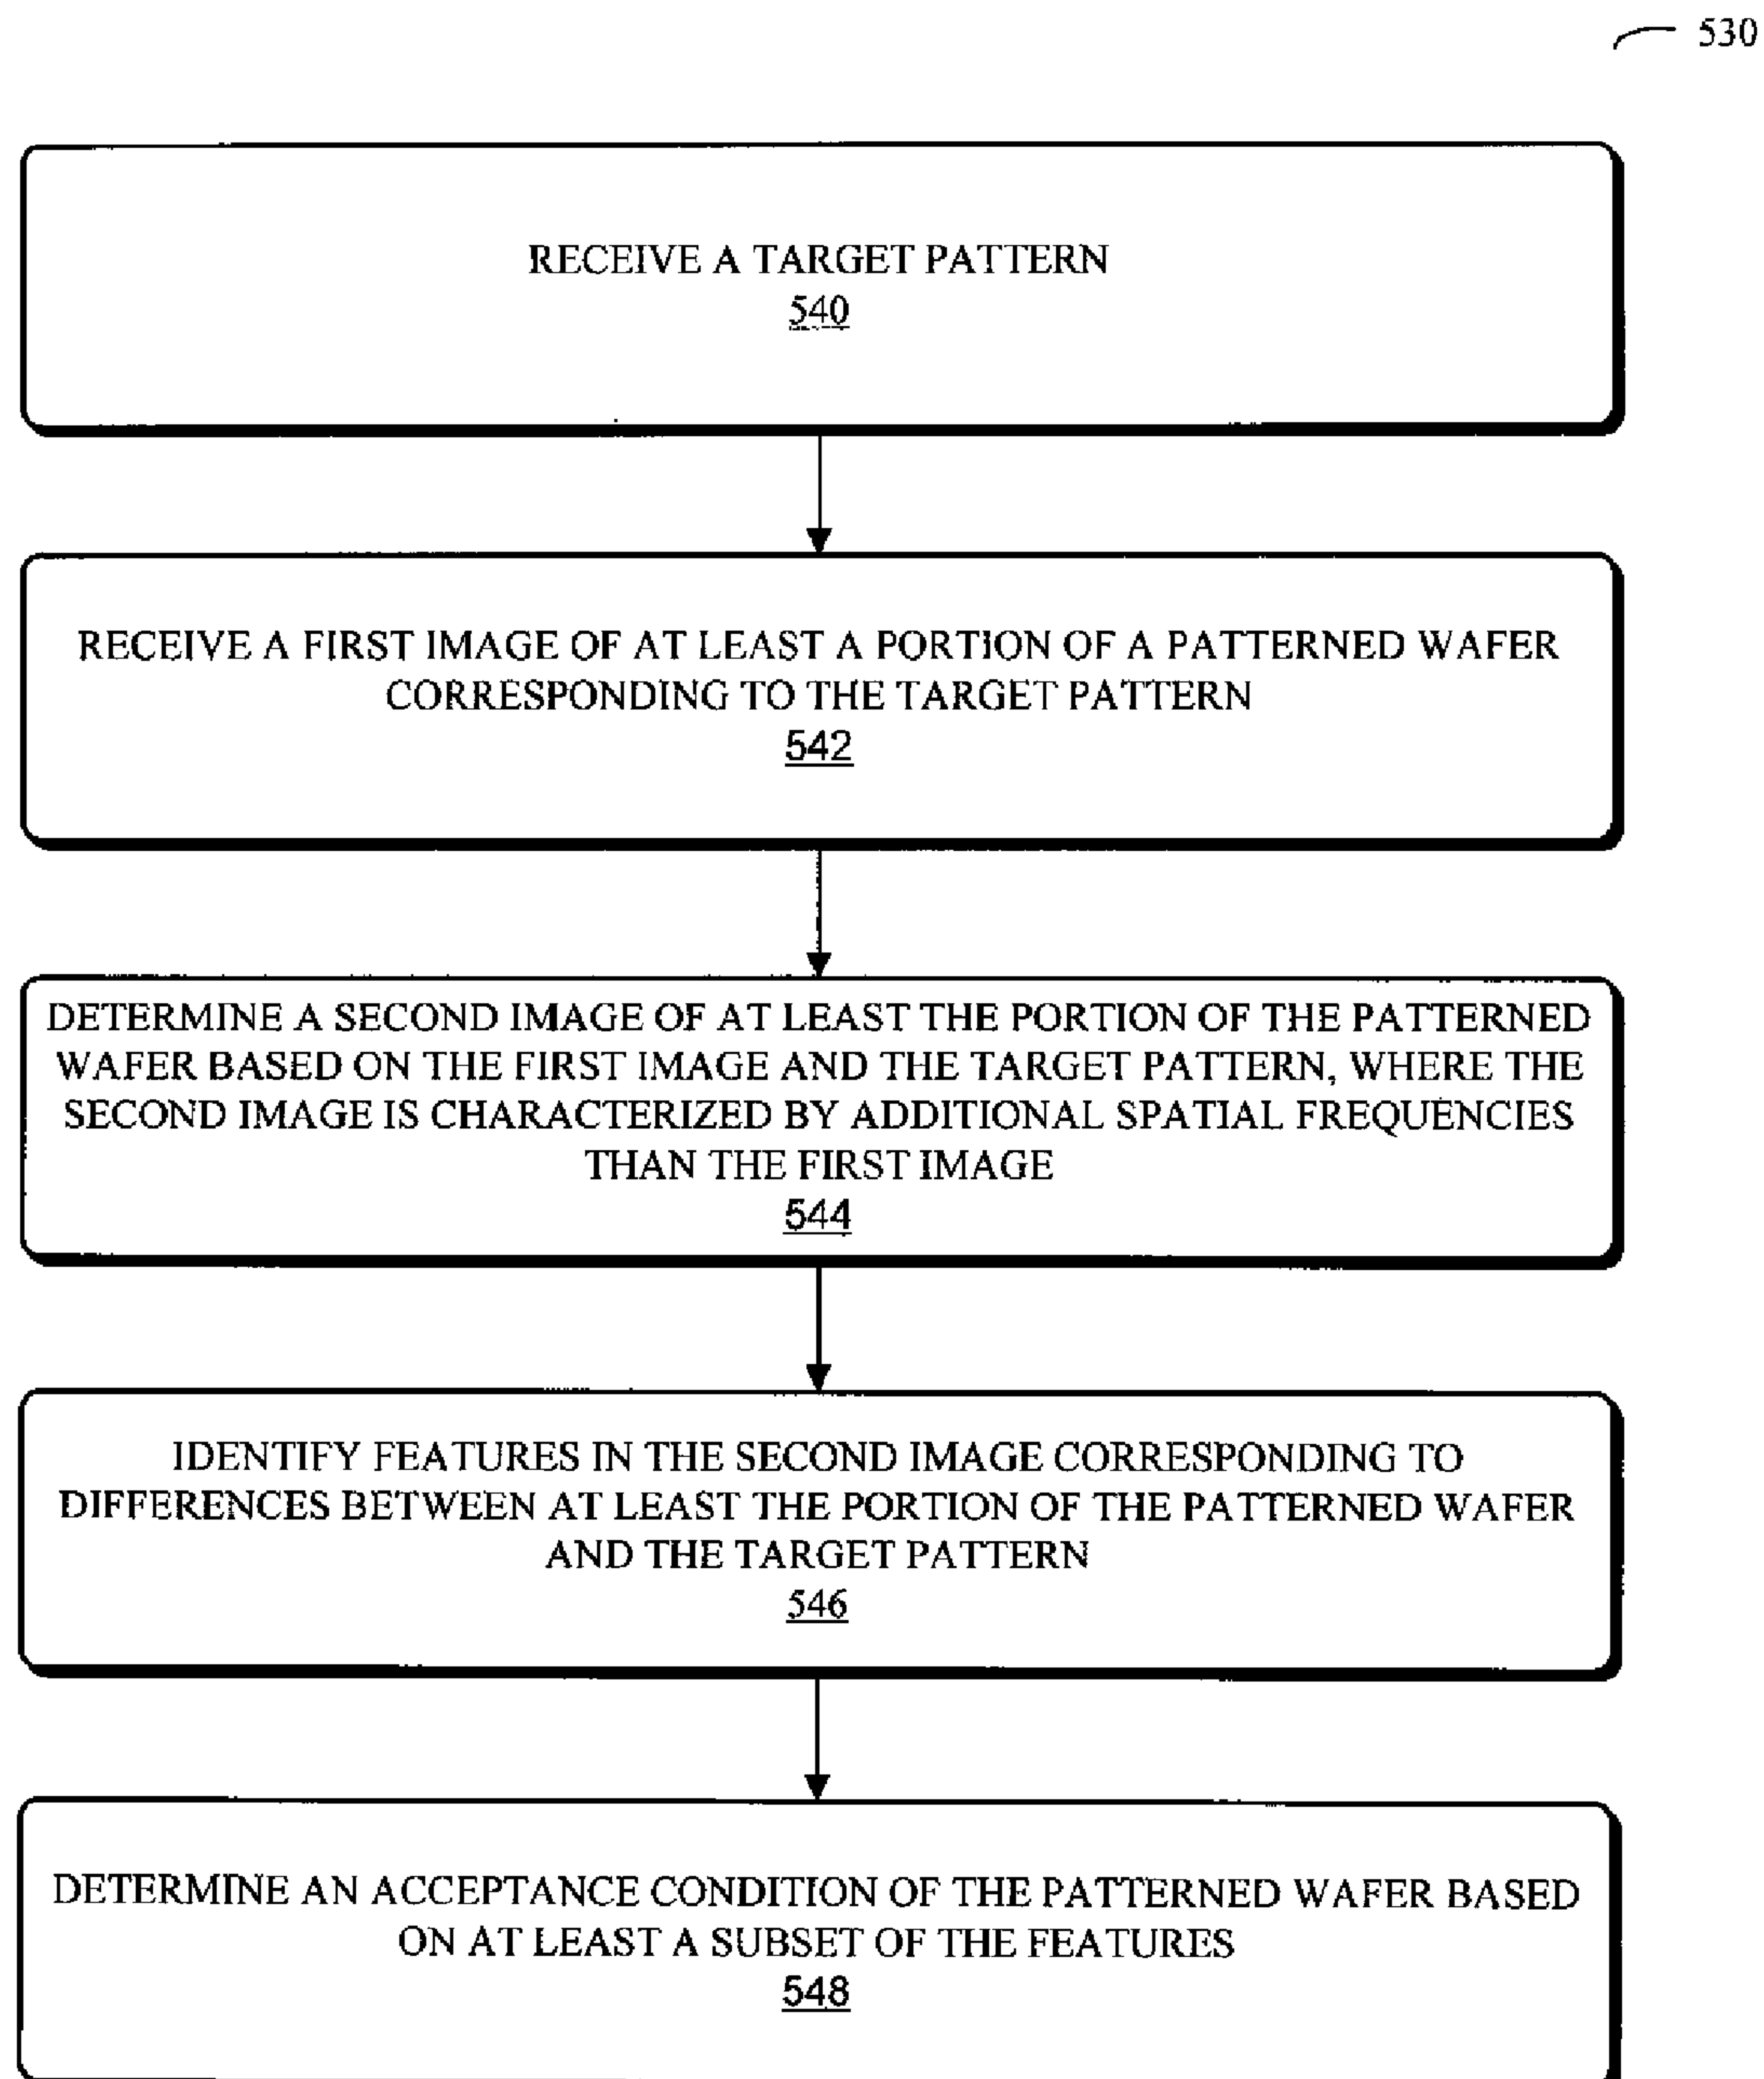 530
RECEIVE A TARGET PATTERN
540
RECEIVE A FIRST IMAGE OF AT LEAST A PORTION OF A PATTERNED WAFER
CORRESPONDING TO THE TARGET PATTERN
542
DETERMINE A SECOND IMAGE OF AT LEAST THE PORTION OF THE PATTERNED
WAFER BASED ON THE FIRST IMAGE AND THE TARGET PATTERN, WHERE THE
SECOND IMAGE IS CHARACTERIZED BY ADDITIONAL SPATIAL FREQUENCIES
THAN THE FIRST IMAGE
544
IDENTIFY FEATURES IN THE SECOND IMAGE CORRESPONDING TO
DIFFERENCES BETWEEN AT LEAST THE PORTION OF THE PATTERNED WAFER
AND THE TARGET PATTERN
546
DETERMINE AN ACCEPTANCE CONDITION OF THE PATTERNED WAFER BASED
ON AT LEAST A SUBSET OF THE FEATURES
548